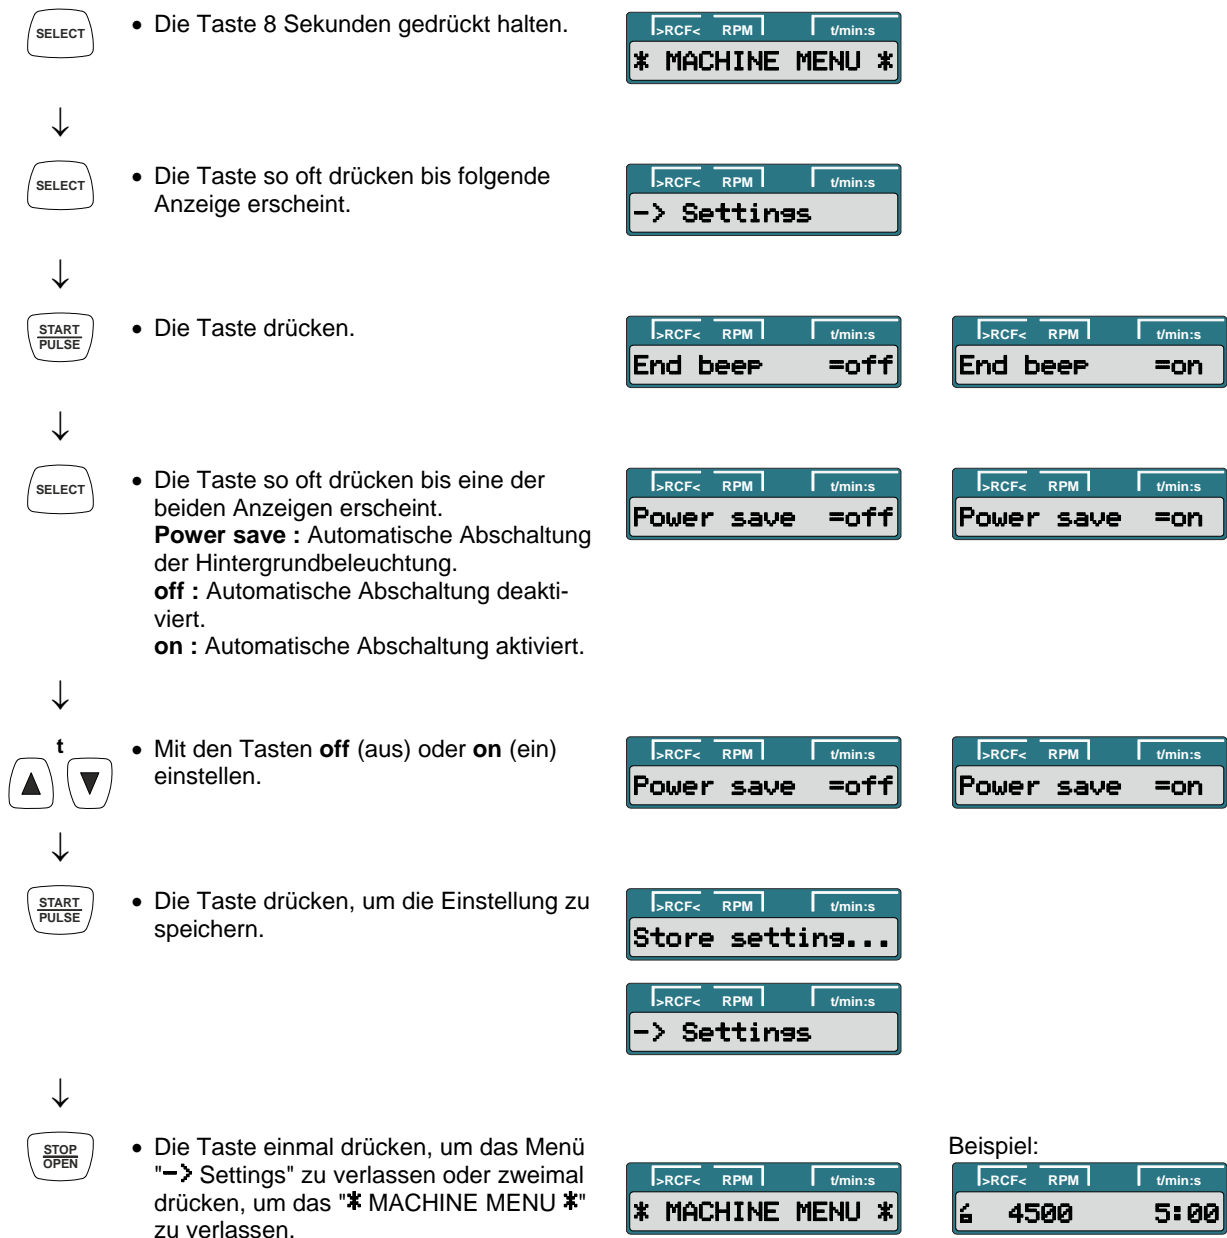 SELECT
• Die Taste 8 Sekunden gedrückt halten.
>RCF< RPM t/min:s
* MACHINE MENU *
↓
SELECT
• Die Taste so oft drücken bis folgende
Anzeige erscheint.
>RCF< RPM t/min:s
-> Settings
↓
START
PULSE
• Die Taste drücken.
>RCF< RPM t/min:s
End beep =off
>RCF< RPM t/min:s
End beep =on
↓
SELECT
• Die Taste so oft drücken bis eine der
beiden Anzeigen erscheint.
Power save : Automatische Abschaltung
der Hintergrundbeleuchtung.
off : Automatische Abschaltung deakti-
viert.
on : Automatische Abschaltung aktiviert.
>RCF< RPM t/min:s
Power save =off
>RCF< RPM t/min:s
Power save =on
↓
t
▲ ▼
• Mit den Tasten off (aus) oder on (ein)
einstellen.
>RCF< RPM t/min:s
Power save =off
>RCF< RPM t/min:s
Power save =on
↓
START
PULSE
• Die Taste drücken, um die Einstellung zu
speichern.
>RCF< RPM t/min:s
Store setting...
>RCF< RPM t/min:s
-> Settings
↓
STOP
OPEN
• Die Taste einmal drücken, um das Menü
"-> Settings" zu verlassen oder zweimal
drücken, um das "* MACHINE MENU *"
zu verlassen.
>RCF< RPM t/min:s
* MACHINE MENU *
Beispiel:
>RCF< RPM t/min:s
4500 5:00